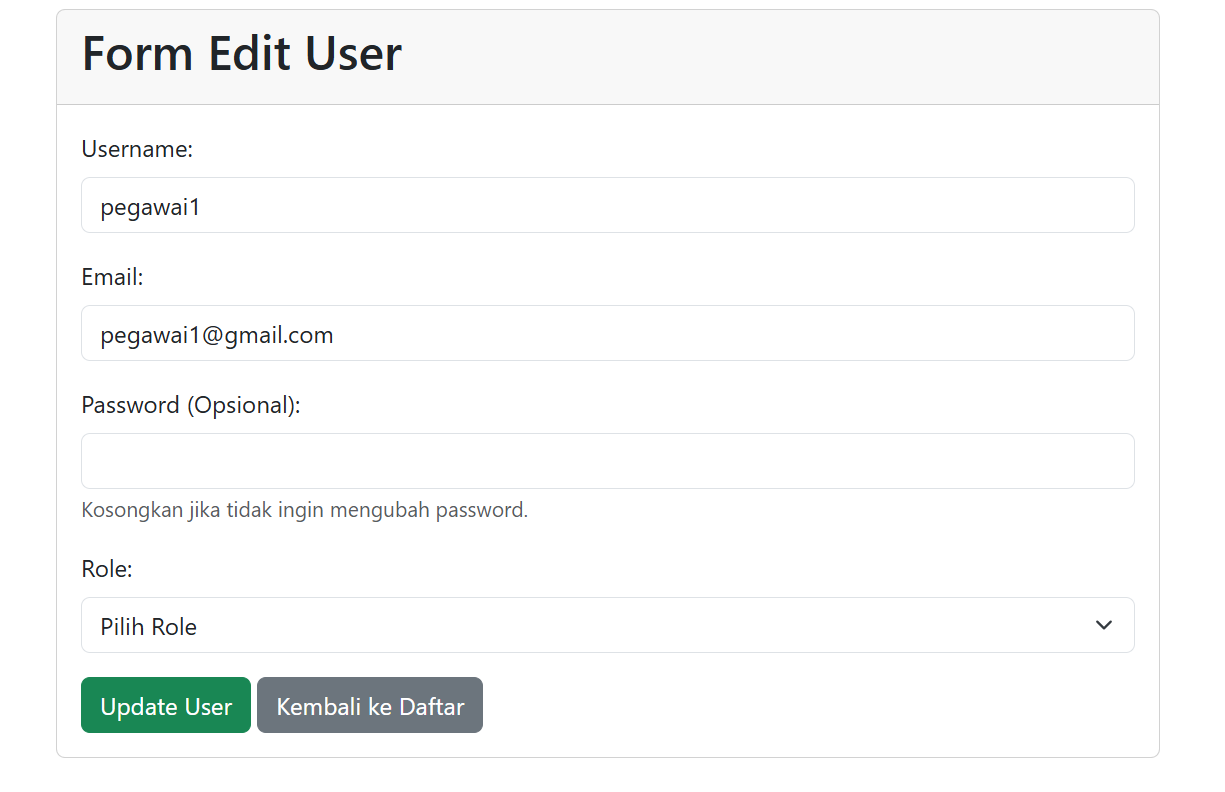 Form Edit User
Username:
pegawai1
Email:
pegawai1@gmail.com
Password (Opsional):
Kosongkan jika tidak ingin mengubah password.
Role:
Pilih Role
Update User Kembali ke Daftar